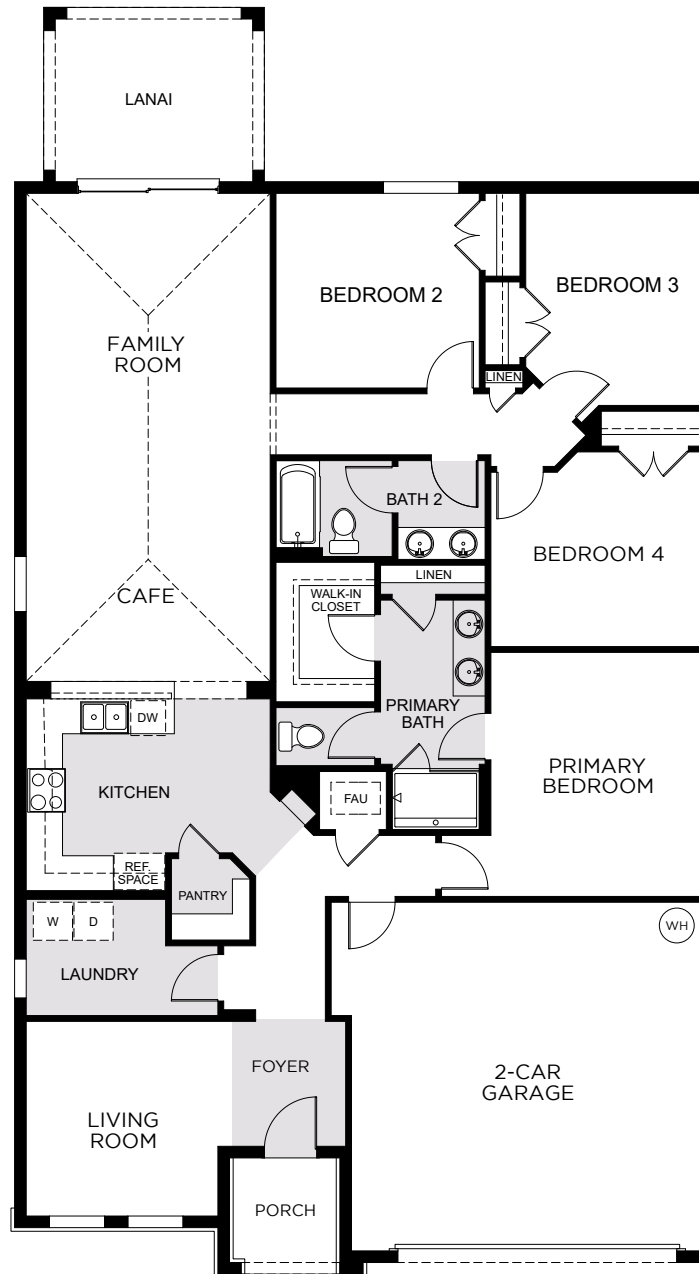 LANAI
BEDROOM 2
BEDROOM 3
FAMILY
ROOM
LINEN
BATH 2
BEDROOM 4
LINEN
WALK-IN
CLOSET
CAFE
PRIMARY
BATH
DW
PRIMARY
BEDROOM
KITCHEN
FAU
REF.
SPACE
PANTRY
W
D
WH
LAUNDRY
FOYER
2-CAR
GARAGE
LIVING
ROOM
PORCH